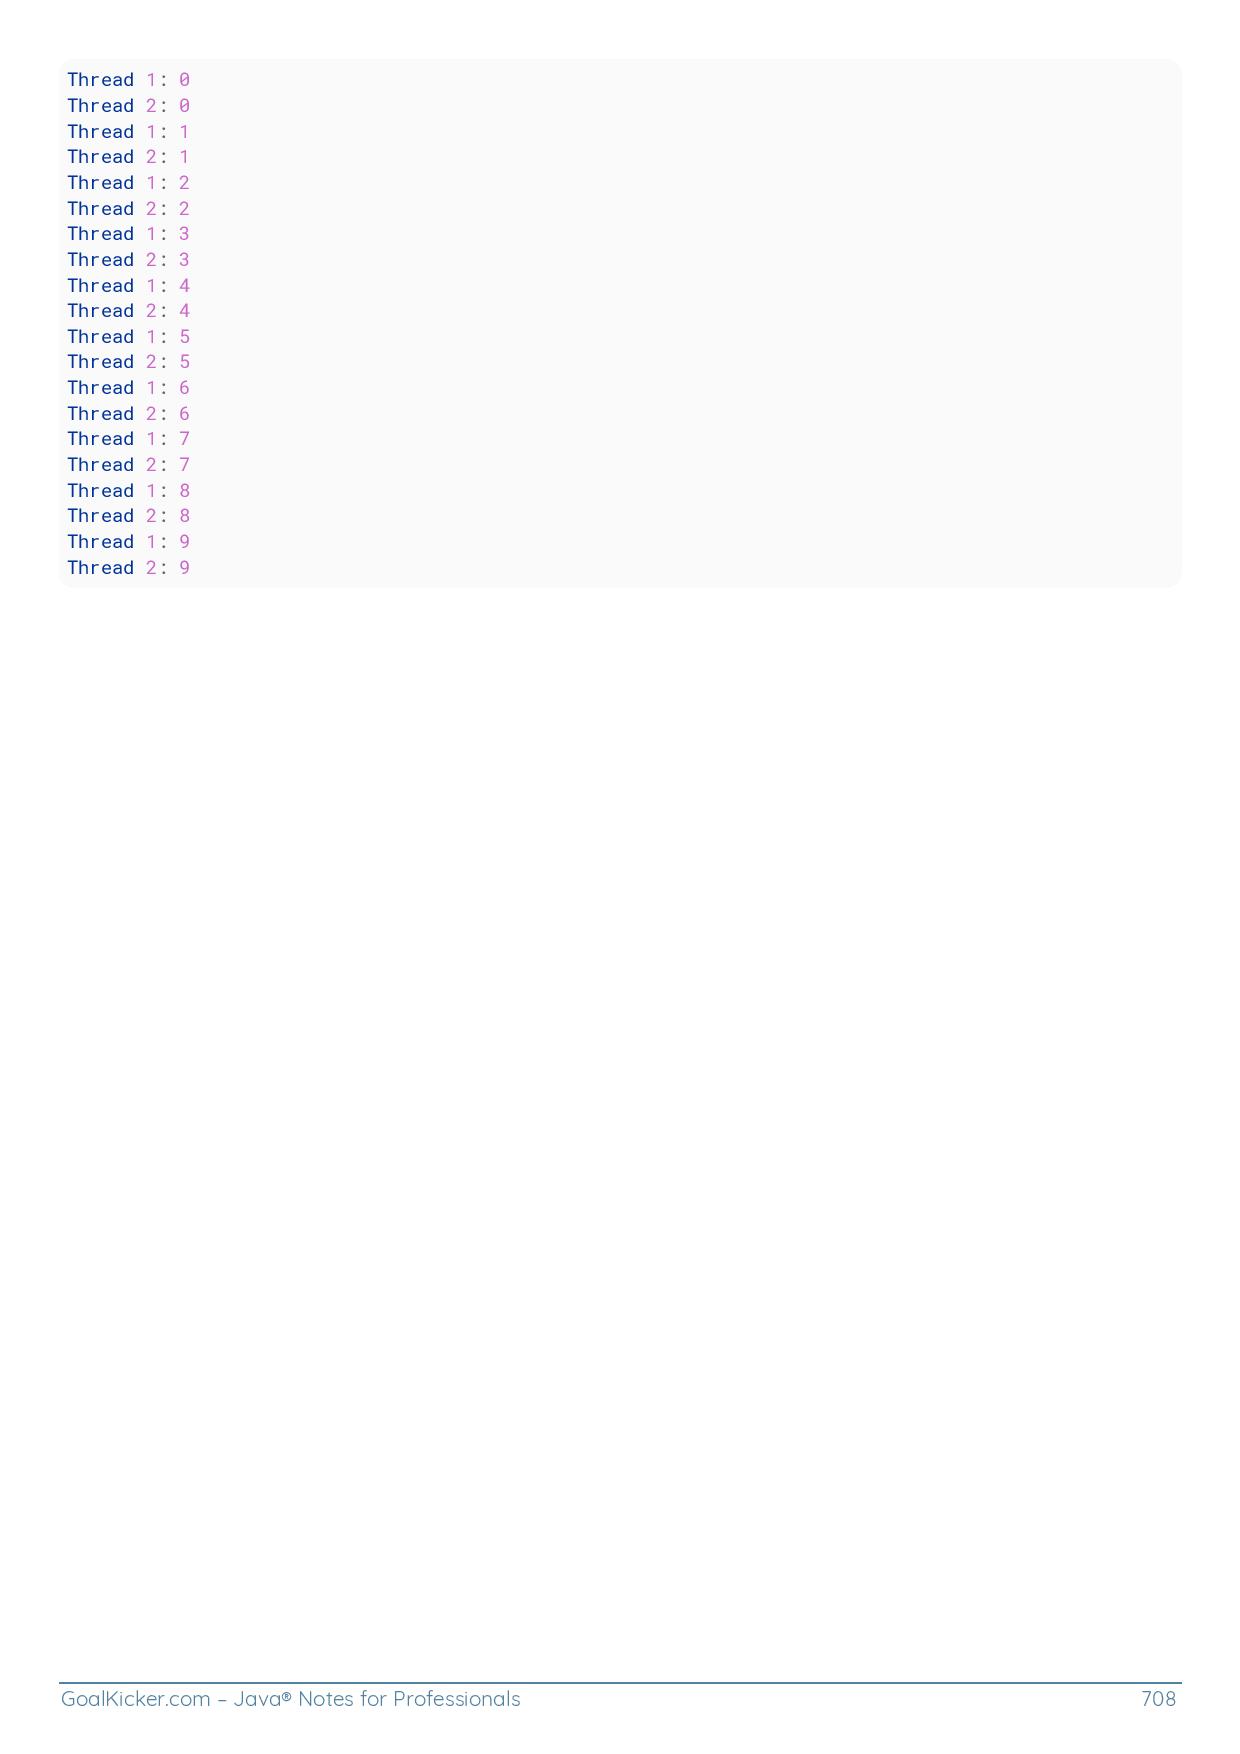 Thread 1: 0
Thread 2: 0
Thread 1: 1
Thread 2: 1
Thread 1: 2
Thread 2: 2
Thread 1: 3
Thread 2: 3
Thread 1: 4
Thread 2: 4
Thread 1: 5
Thread 2: 5
Thread 1: 6
Thread 2: 6
Thread 1: 7
Thread 2: 7
Thread 1: 8
Thread 2: 8
Thread 1: 9
Thread 2: 9
GoalKicker.com – Java® Notes for Professionals 708